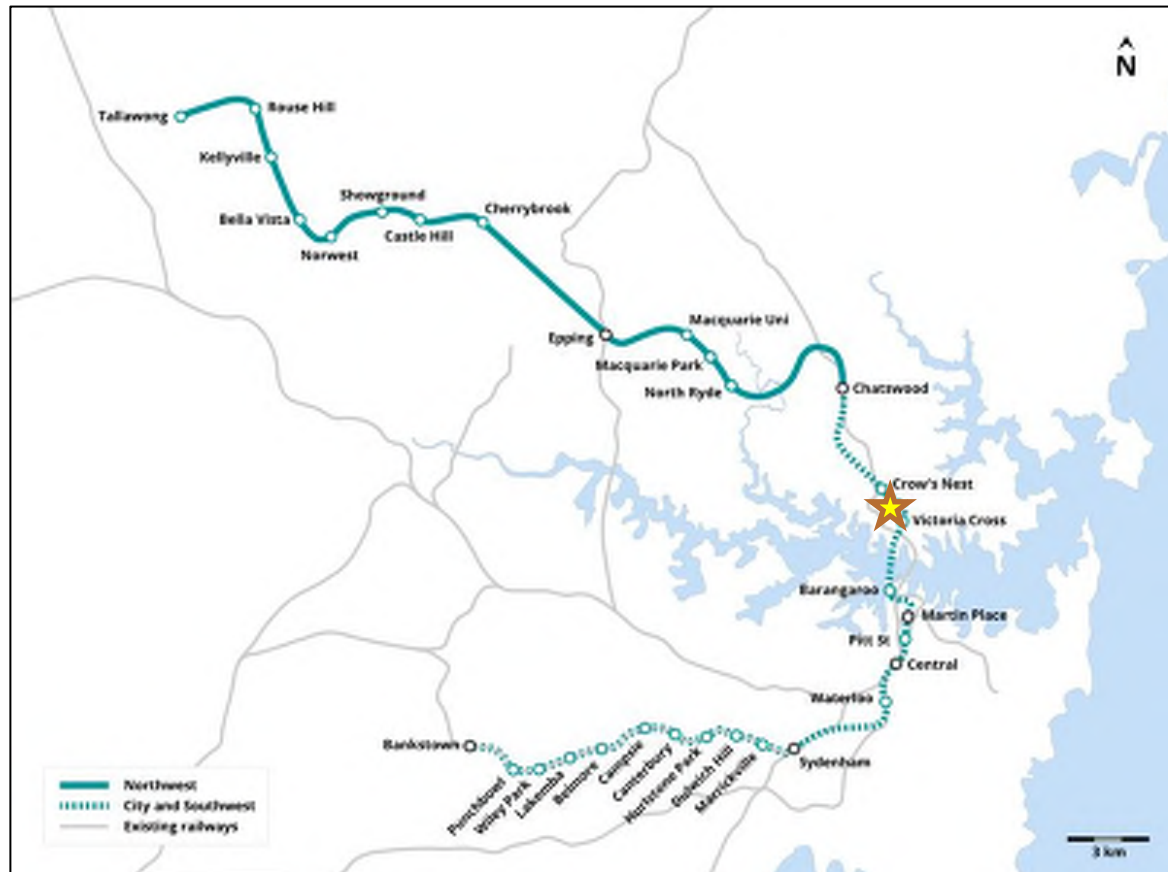 N
Tallawong
Rouse Hill
Kellyville
Bella Vista
Norwest
Showground
Castle Hill
Cherrybrook
Epping
Macquarie Uni
Macquarie Park
North Ryde
Chatswood
Crow's Nest
Victoria Cross
Barangaroo
Martin Place
Pitt St
Central
Waterloo
Sydenham
Bankstown
Punchbowl
Wiley Park
Lakemba
Belmore
Campsie
Canterbury
Hurlstone Park
Dulwich Hill
Marrickville
Northwest
City and Southwest
Existing railways
3 km